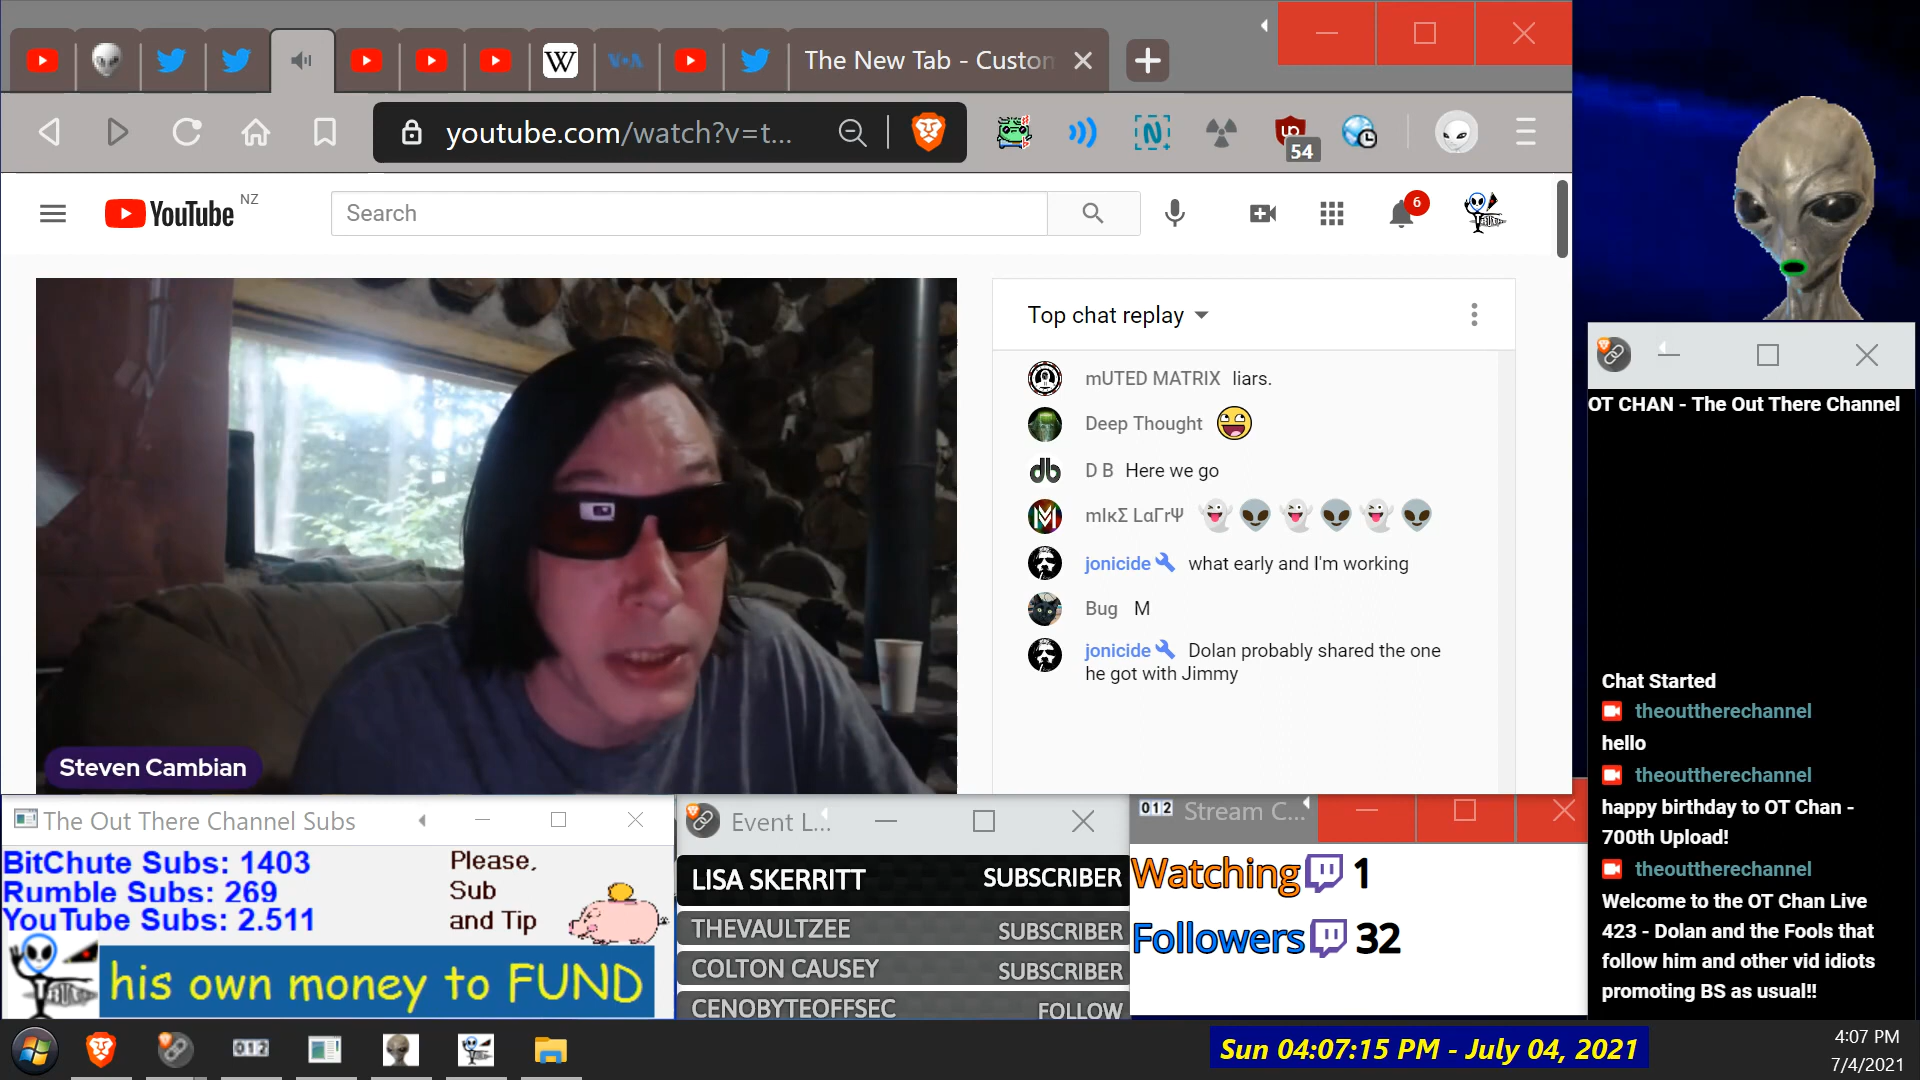 The New Tab - Custon
youtube.com/watch?v=t...
54
YouTube NZ
Search
6
Top chat replay
mUTED MATRIX liars.
Deep Thought
D B Here we go
mIκΣ LαΓrΨ
jonicide what early and I'm working
Bug M
jonicide Dolan probably shared the one
he got with Jimmy
Steven Cambian
OT CHAN - The Out There Channel
Chat Started
theouttherechannel
hello
theouttherechannel
happy birthday to OT Chan -
700th Upload!
theouttherechannel
Welcome to the OT Chan Live
423 - Dolan and the Fools that
follow him and other vid idiots
promoting BS as usual!!
The Out There Channel Subs
BitChute Subs: 1403
Rumble Subs: 269
YouTube Subs: 2.511
Please,
Sub
and Tip
his own money to FUND
Event L...
LISA SKERRITT SUBSCRIBER
THEVAULTZEE SUBSCRIBER
COLTON CAUSEY SUBSCRIBER
CENOBYTEOFFSEC FOLLOW
012 Stream C...
Watching 1
Followers 32
012
Sun 04:07:15 PM - July 04, 2021
4:07 PM
7/4/2021